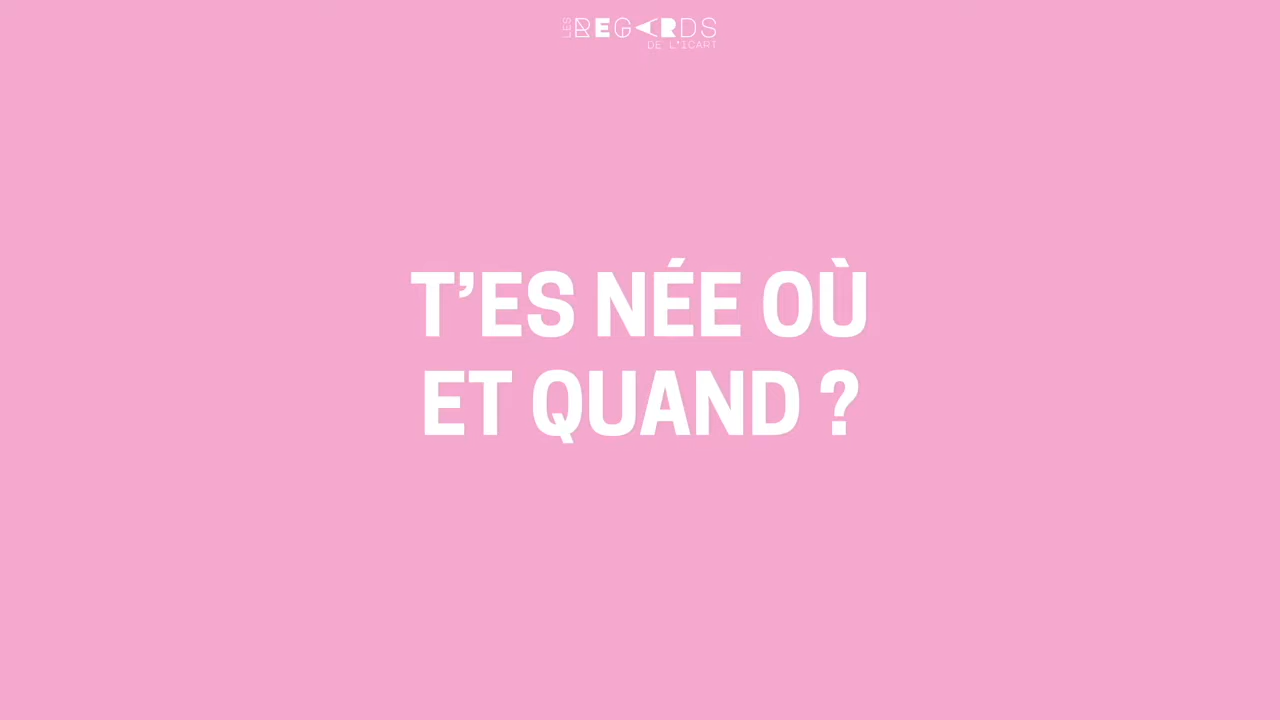 LES REGARDS
DE L'ICART
T’ES NÉE OÙ
ET QUAND ?